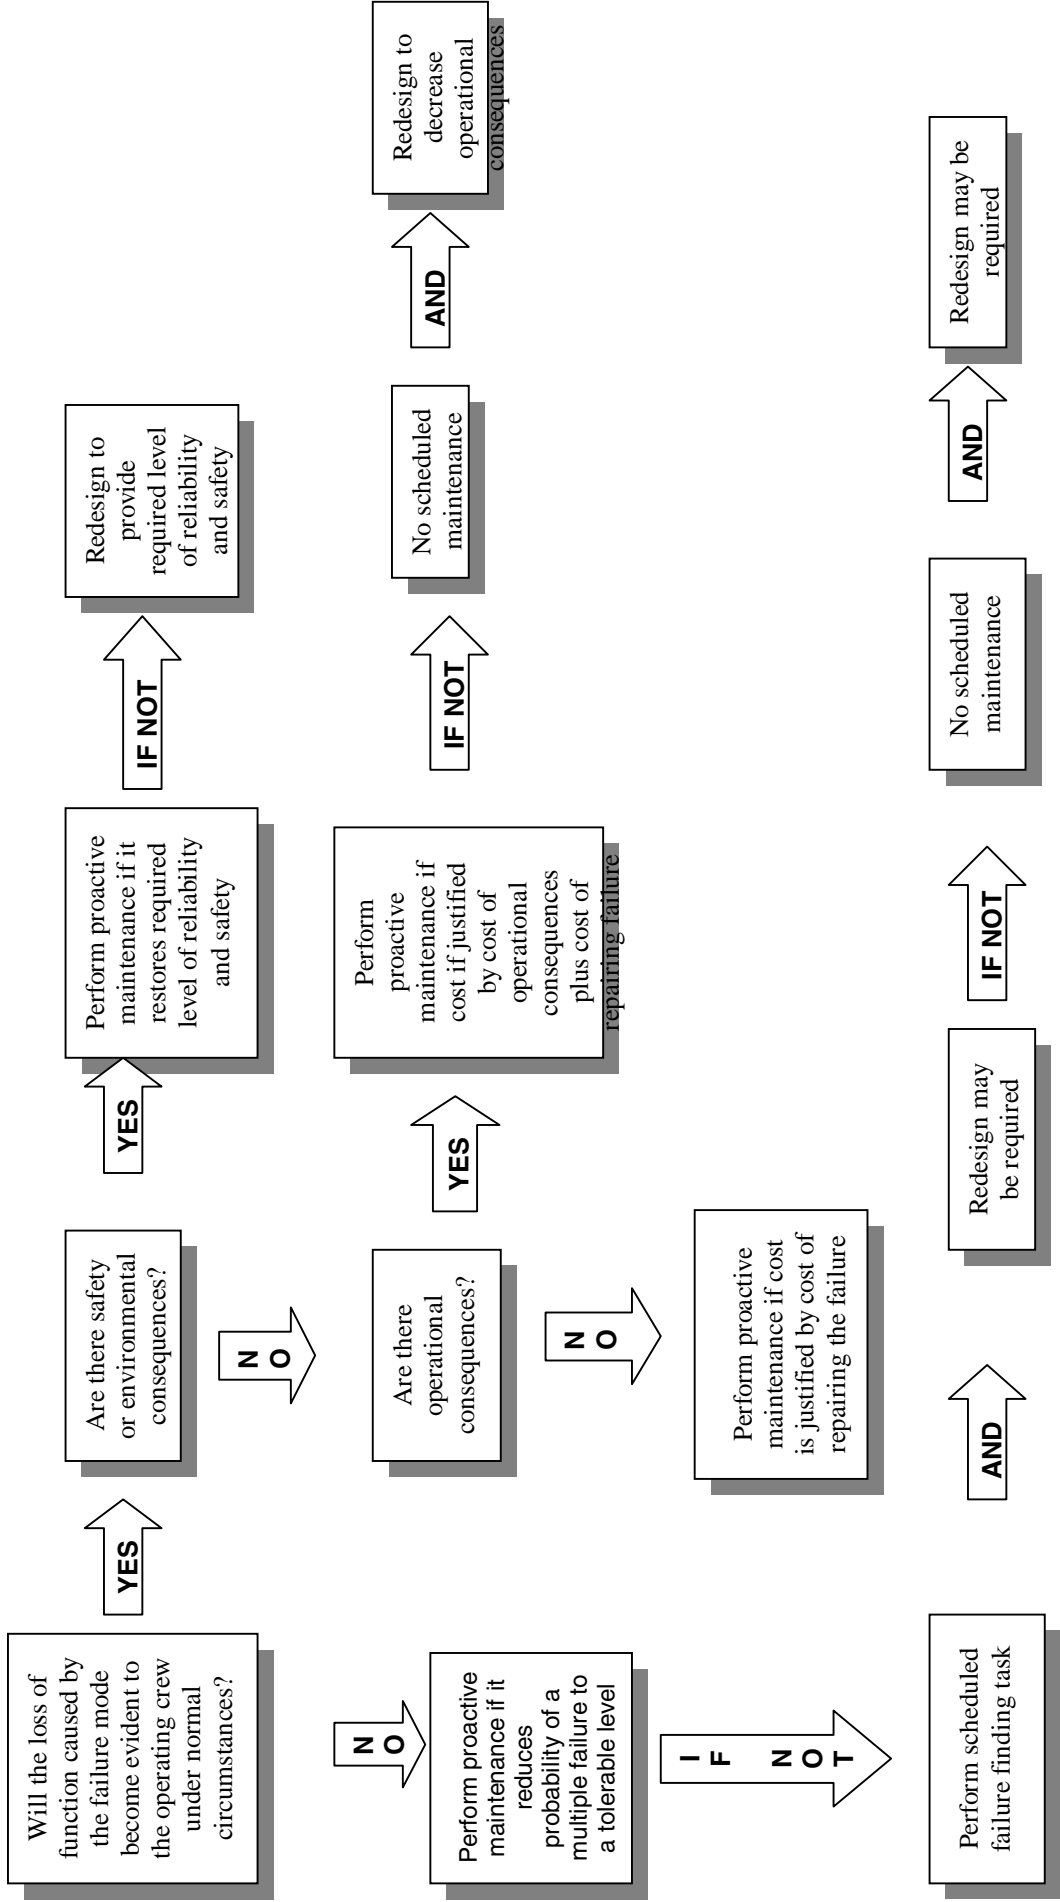 Will the loss of
function caused by
the failure mode
become evident to
the operating crew
under normal
circumstances?
YES
Are there safety
or environmental
consequences?
YES
Perform proactive
maintenance if it
restores required
level of reliability
and safety
IF NOT
Redesign to
provide
required level
of reliability
and safety
N
O
N
O
Perform proactive
maintenance if it
reduces
probability of a
multiple failure to
a tolerable level
Are there
operational
consequences?
YES
Perform
proactive
maintenance if
cost if justified
by cost of
operational
consequences
plus cost of
repairing failure
IF NOT
No scheduled
maintenance
AND
Redesign to
decrease
operational
consequences
N
O
I
F
N
O
T
Perform proactive
maintenance if cost
is justified by cost of
repairing the failure
Perform scheduled
failure finding task
AND
Redesign may
be required
IF NOT
No scheduled
maintenance
AND
Redesign may be
required